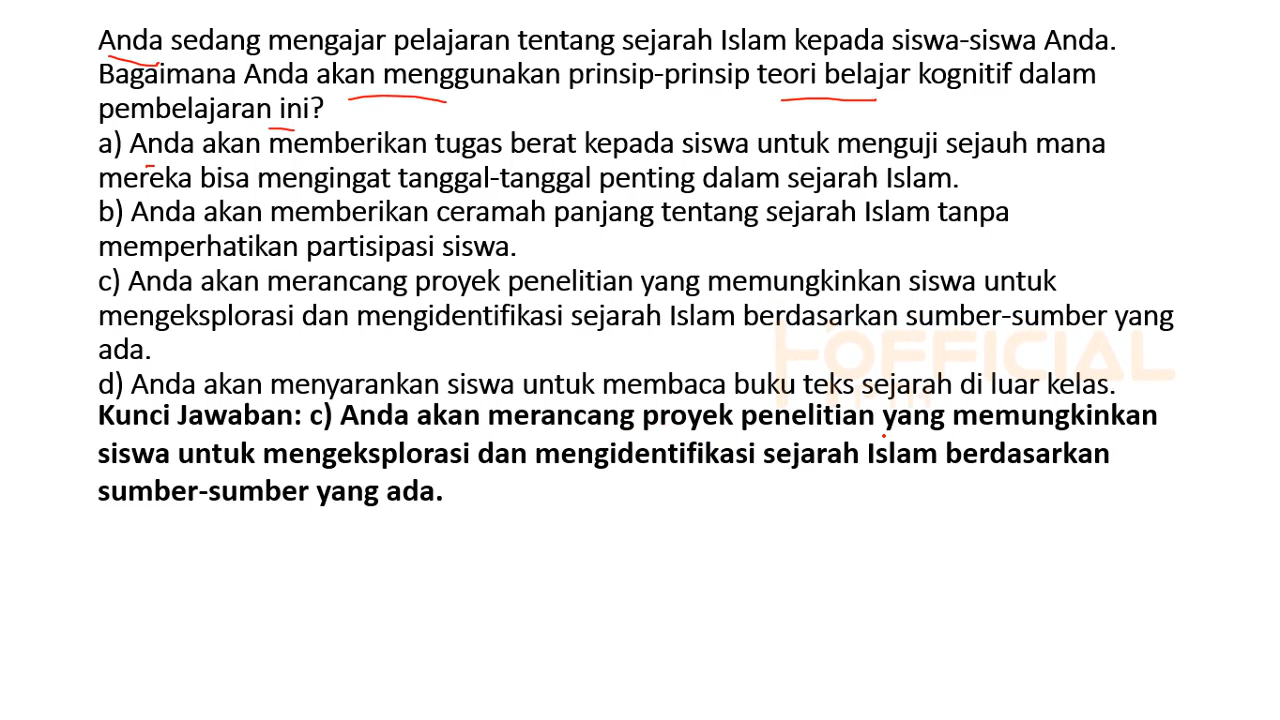 Anda sedang mengajar pelajaran tentang sejarah Islam kepada siswa-siswa Anda.
Bagaimana Anda akan menggunakan prinsip-prinsip teori belajar kognitif dalam
pembelajaran ini?
a) Anda akan memberikan tugas berat kepada siswa untuk menguji sejauh mana
mereka bisa mengingat tanggal-tanggal penting dalam sejarah Islam.
b) Anda akan memberikan ceramah panjang tentang sejarah Islam tanpa
memperhatikan partisipasi siswa.
c) Anda akan merancang proyek penelitian yang memungkinkan siswa untuk
mengeksplorasi dan mengidentifikasi sejarah Islam berdasarkan sumber-sumber yang
ada.
OFFICIAL
d) Anda akan menyarankan siswa untuk membaca buku teks sejarah di luar kelas.
Kunci Jawaban: c) Anda akan merancang proyek penelitian yang memungkinkan
siswa untuk mengeksplorasi dan mengidentifikasi sejarah Islam berdasarkan
sumber-sumber yang ada.